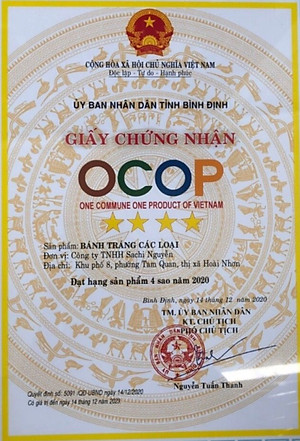 CỘNG HÒA XÃ HỘI CHỦ NGHĨA VIỆT NAM
Độc lập - Tự do - Hạnh phúc
ỦY BAN NHÂN DÂN TỈNH BÌNH ĐỊNH
GIẤY CHỨNG NHẬN
OCOP
ONE COMMUNE ONE PRODUCT OF VIETNAM
Sản phẩm: BÁNH TRÁNG CÁC LOẠI
Đơn vị: Công ty TNHH Sachi Nguyễn
Địa chỉ: Khu phố 8, phường Tam Quan, thị xã Hoài Nhơn
Đạt hạng sản phẩm 4 sao năm 2020
Bình Định, ngày 14 tháng 12 năm 2020
TM. ỦY BAN NHÂN DÂN
KT. CHỦ TỊCH
PHÓ CHỦ TỊCH
Nguyễn Tuấn Thanh
Quyết định số: 5091 /QĐ-UBND ngày 14/12/2020
Có giá trị đến ngày 14 tháng 12 năm 2023